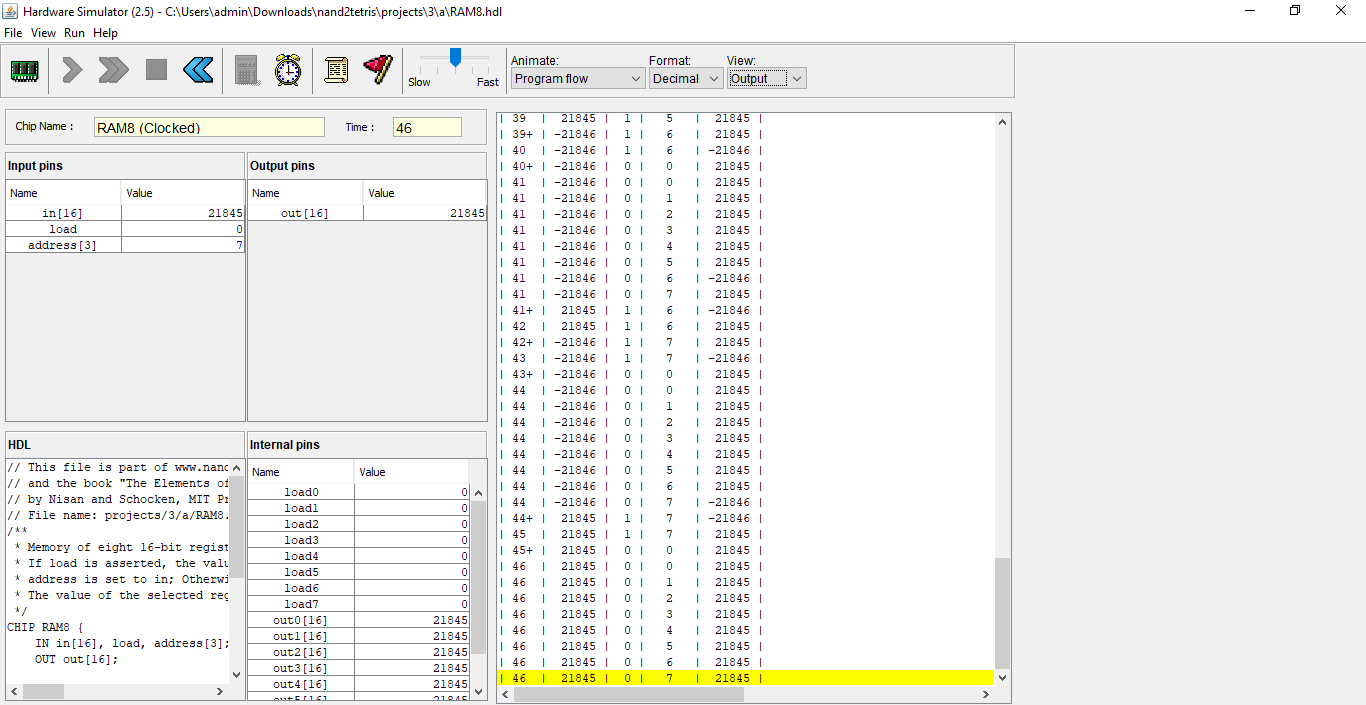 Hardware Simulator (2.5) - C:\Users\admin\Downloads\nand2tetris\projects\3\a\RAM8.hdl
File View Run Help
Animate: Format: View:
Slow Fast Program flow Decimal Output
Chip Name : RAM8 (Clocked) Time : 46
Input pins
Name Value
in[16] 21845
load 0
address[3] 7
Output pins
Name Value
out[16] 21845
HDL
// This file is part of www.nand
// and the book "The Elements of
// by Nisan and Schocken, MIT Pr
// File name: projects/3/a/RAM8.
/**
* Memory of eight 16-bit regist
* If load is asserted, the valu
* address is set to in; Otherwi
* The value of the selected reg
*/
CHIP RAM8 {
IN in[16], load, address[3];
OUT out[16];
Internal pins
Name Value
load0 0
load1 0
load2 0
load3 0
load4 0
load5 0
load6 0
load7 0
out0[16] 21845
out1[16] 21845
out2[16] 21845
out3[16] 21845
out4[16] 21845
out5[16] 21845
| 39 | 21845 | 1 | 5 | 21845 |
| 39+ | -21846 | 1 | 6 | 21845 |
| 40 | -21846 | 1 | 6 | -21846 |
| 40+ | -21846 | 0 | 0 | 21845 |
| 41 | -21846 | 0 | 0 | 21845 |
| 41 | -21846 | 0 | 1 | 21845 |
| 41 | -21846 | 0 | 2 | 21845 |
| 41 | -21846 | 0 | 3 | 21845 |
| 41 | -21846 | 0 | 4 | 21845 |
| 41 | -21846 | 0 | 5 | 21845 |
| 41 | -21846 | 0 | 6 | -21846 |
| 41 | -21846 | 0 | 7 | 21845 |
| 41+ | 21845 | 1 | 6 | -21846 |
| 42 | 21845 | 1 | 6 | 21845 |
| 42+ | -21846 | 1 | 7 | 21845 |
| 43 | -21846 | 1 | 7 | -21846 |
| 43+ | -21846 | 0 | 0 | 21845 |
| 44 | -21846 | 0 | 0 | 21845 |
| 44 | -21846 | 0 | 1 | 21845 |
| 44 | -21846 | 0 | 2 | 21845 |
| 44 | -21846 | 0 | 3 | 21845 |
| 44 | -21846 | 0 | 4 | 21845 |
| 44 | -21846 | 0 | 5 | 21845 |
| 44 | -21846 | 0 | 6 | 21845 |
| 44 | -21846 | 0 | 7 | -21846 |
| 44+ | 21845 | 1 | 7 | -21846 |
| 45 | 21845 | 1 | 7 | 21845 |
| 45+ | 21845 | 0 | 0 | 21845 |
| 46 | 21845 | 0 | 0 | 21845 |
| 46 | 21845 | 0 | 1 | 21845 |
| 46 | 21845 | 0 | 2 | 21845 |
| 46 | 21845 | 0 | 3 | 21845 |
| 46 | 21845 | 0 | 4 | 21845 |
| 46 | 21845 | 0 | 5 | 21845 |
| 46 | 21845 | 0 | 6 | 21845 |
| 46 | 21845 | 0 | 7 | 21845 |